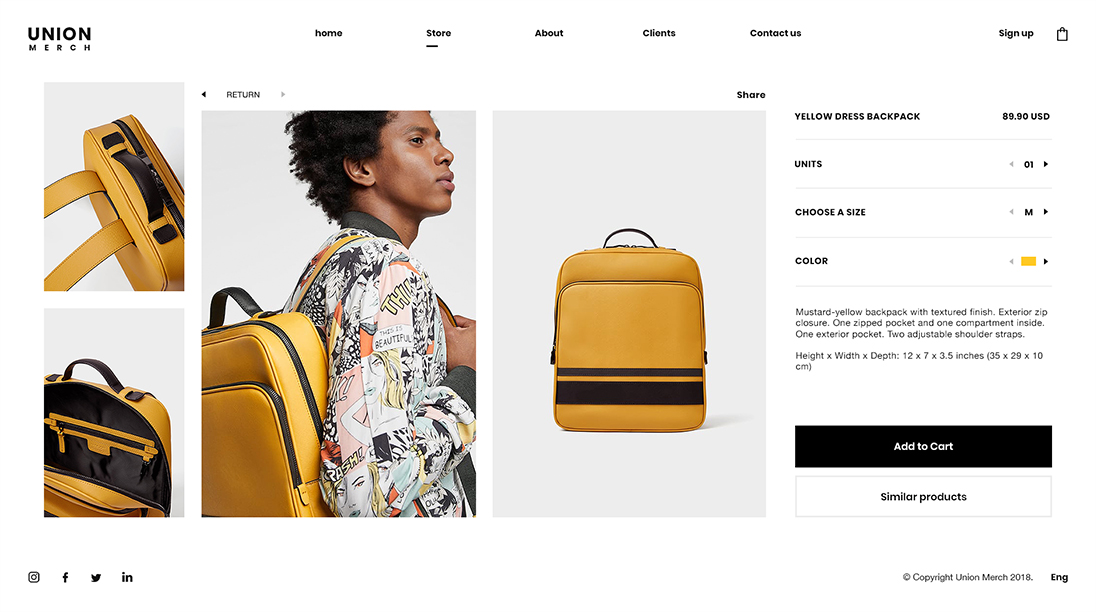 UNION
MERCH
home
Store
About
Clients
Contact us
Sign up
RETURN
Share
YELLOW DRESS BACKPACK
89.90 USD
UNITS
01
CHOOSE A SIZE
M
COLOR
Mustard-yellow backpack with textured finish. Exterior zip
closure. One zipped pocket and one compartment inside.
One exterior pocket. Two adjustable shoulder straps.
Height x Width x Depth: 12 x 7 x 3.5 inches (35 x 29 x 10
cm)
THIS IS
BEAUTIFUL
Add to Cart
Similar products
© Copyright Union Merch 2018.
Eng